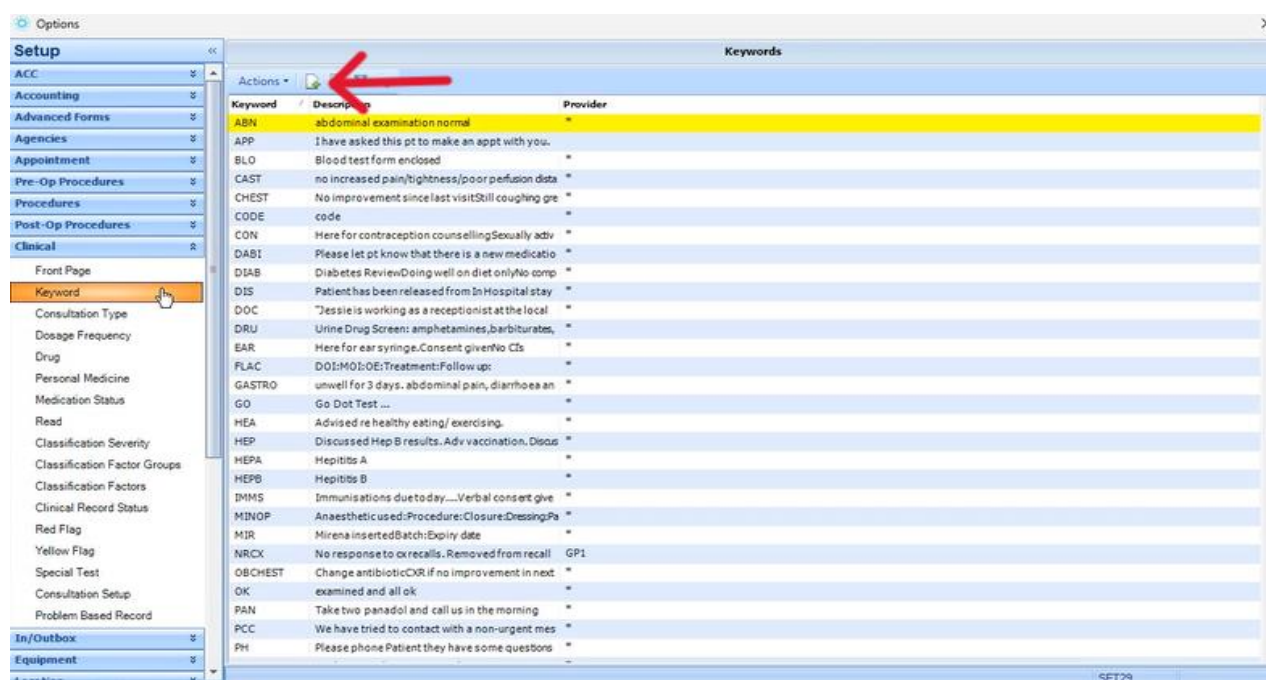 Options
Setup «
Keywords
ACC
Accounting
Advanced Forms
Agencies
Appointment
Pre-Op Procedures
Procedures
Post-Op Procedures
Clinical
Front Page
Keyword
Consultation Type
Dosage Frequency
Drug
Personal Medicine
Medication Status
Read
Classification Severity
Classification Factor Groups
Classification Factors
Clinical Record Status
Red Flag
Yellow Flag
Special Test
Consultation Setup
Problem Based Record
In/Outbox
Equipment
Actions
Keyword Description Provider
ABN abdominal examination normal *
APP I have asked this pt to make an appt with you.
BLO Blood test form enclosed *
CAST no increased pain/tightness/poor perfusion dista *
CHEST No improvement since last visitStill coughing gre *
CODE code *
CON Here for contraception counsellingSexually activ *
DABI Please let pt know that there is a new medicatio *
DIAB Diabetes ReviewDoing well on diet onlyNo comp *
DIS Patient has been released from In Hospital stay *
DOC "Jessie is working as a receptionist at the local *
DRU Urine Drug Screen: amphetamines,barbiturates, *
EAR Here for ear syringe.Consent givenNo CIs *
FLAC DOI:MOI:OE:Treatment:Follow up: *
GASTRO unwell for 3 days. abdominal pain, diarrhoea an *
GO Go Dot Test ... *
HEA Advised re healthy eating/ exercising. *
HEP Discussed Hep B results. Adv vaccination. Discus *
HEPA Hepititis A *
HEPB Hepititis B *
IMMS Immunisations due today....Verbal consent give *
MINOP Anaesthetic used:Procedure:Closure:Dressing:Pa *
MIR Mirena insertedBatch:Expiry date *
NRCX No response to cx recalls. Removed from recall GP1
OBCHEST Change antibioticCXR if no improvement in next *
OK examined and all ok *
PAN Take two panadol and call us in the morning *
PCC We have tried to contact with a non-urgent mes *
PH Please phone Patient they have some questions *
SET29